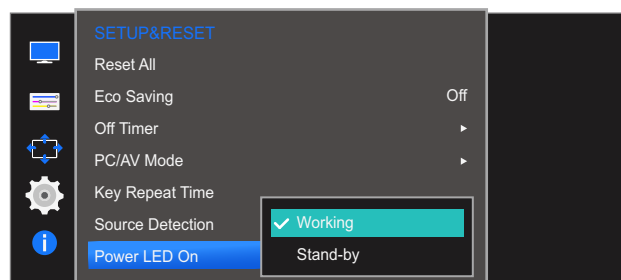 SETUP&RESET
Reset All
Eco Saving Off
Off Timer
PC/AV Mode
Key Repeat Time
Source Detection Working
Power LED On Stand-by